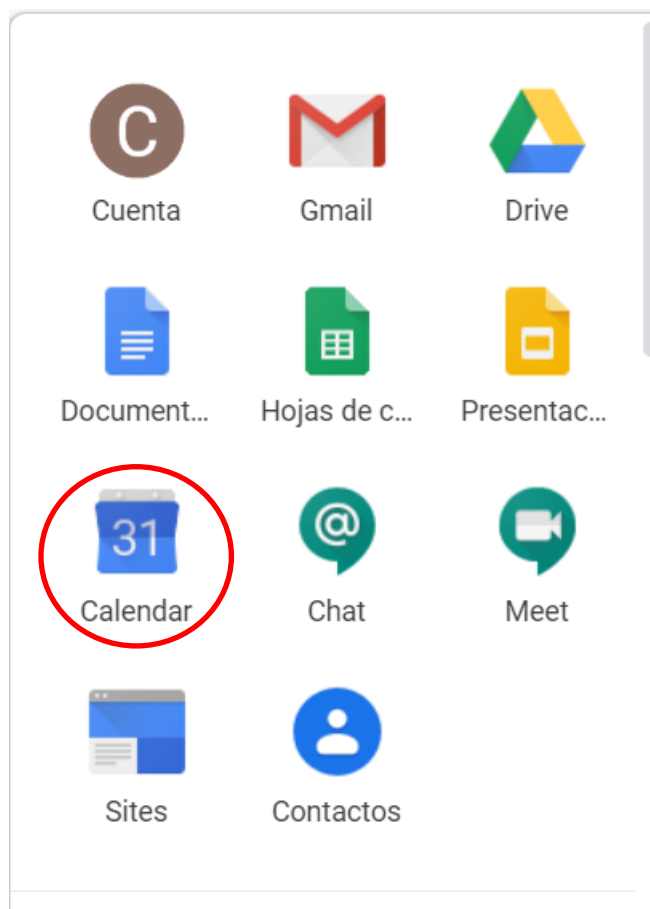 C
Cuenta Gmail Drive
Document... Hojas de c... Presentac...
31 @
Calendar Chat Meet
Sites Contactos